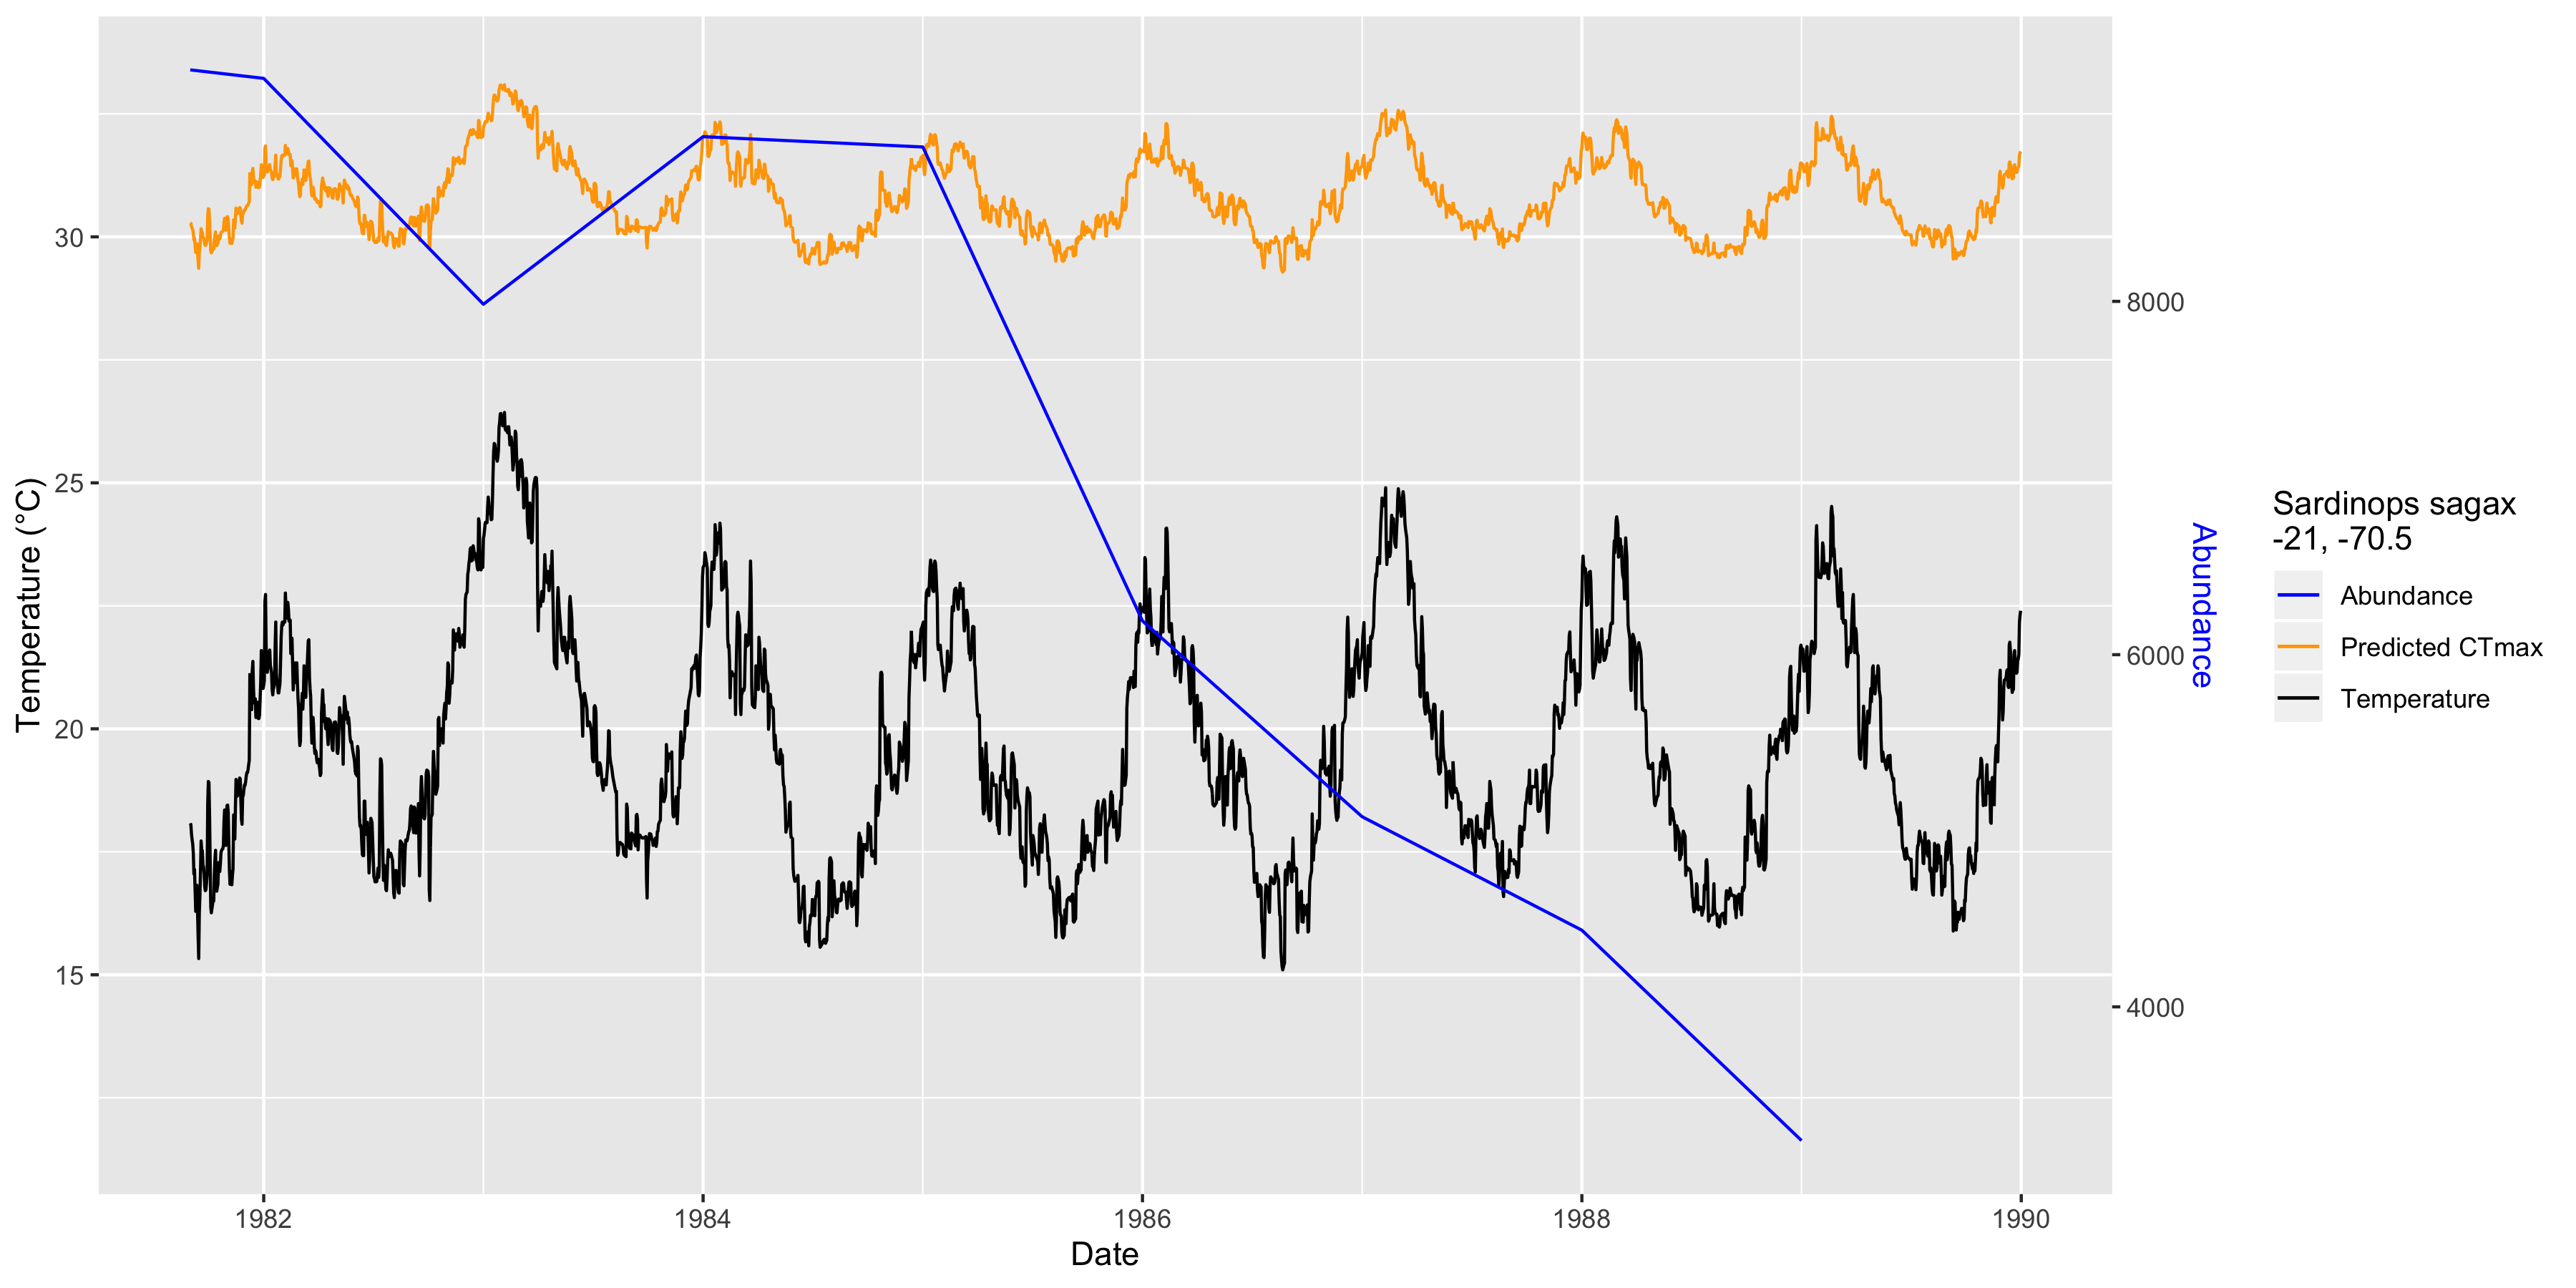 30
25
20
15
Temperature (°C)
1982
1984
1986
1988
1990
Date
8000
6000
4000
Abundance
Sardinops sagax
-21, -70.5
Abundance
Predicted CTmax
Temperature